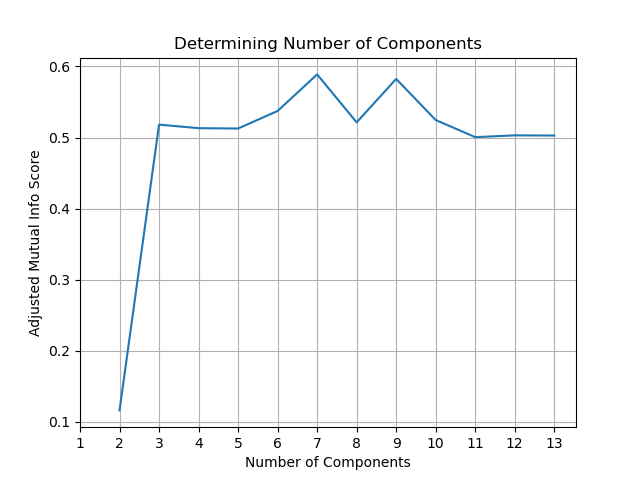 Determining Number of Components
Adjusted Mutual Info Score
0.6
0.5
0.4
0.3
0.2
0.1
1 2 3 4 5 6 7 8 9 10 11 12 13
Number of Components